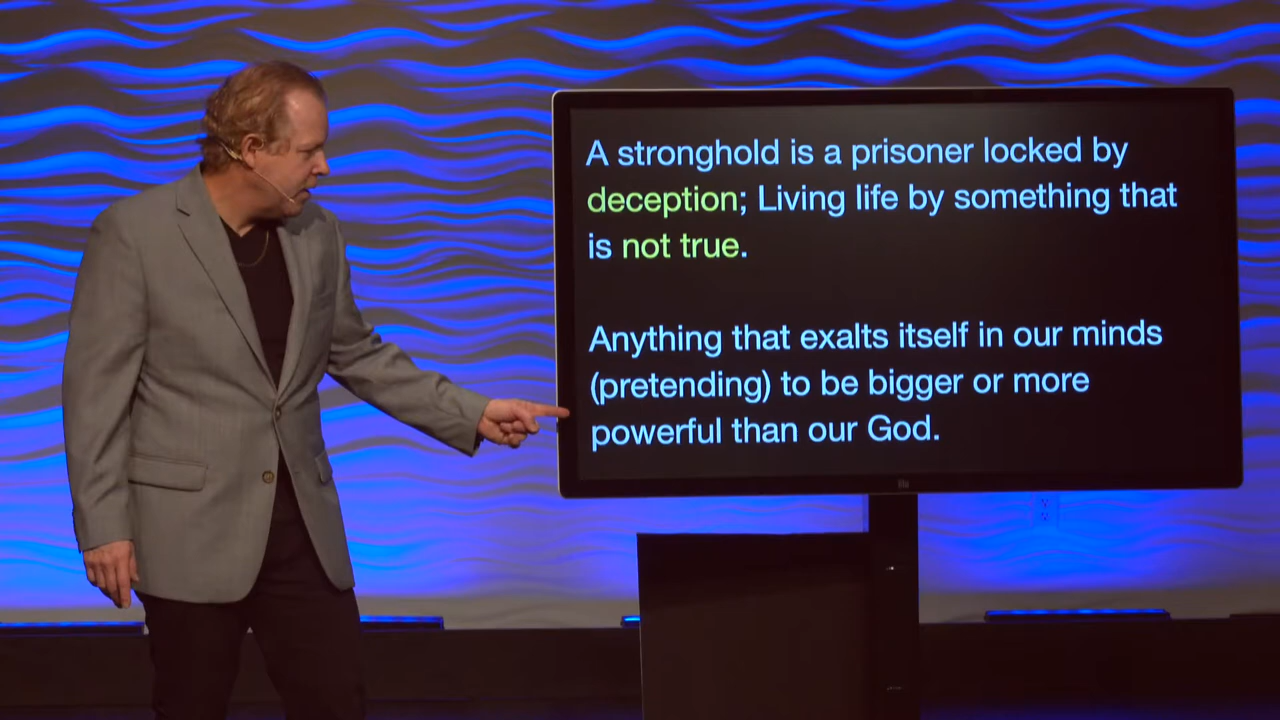 A stronghold is a prisoner locked by
deception; Living life by something that
is not true.
Anything that exalts itself in our minds
(pretending) to be bigger or more
powerful than our God.
elo